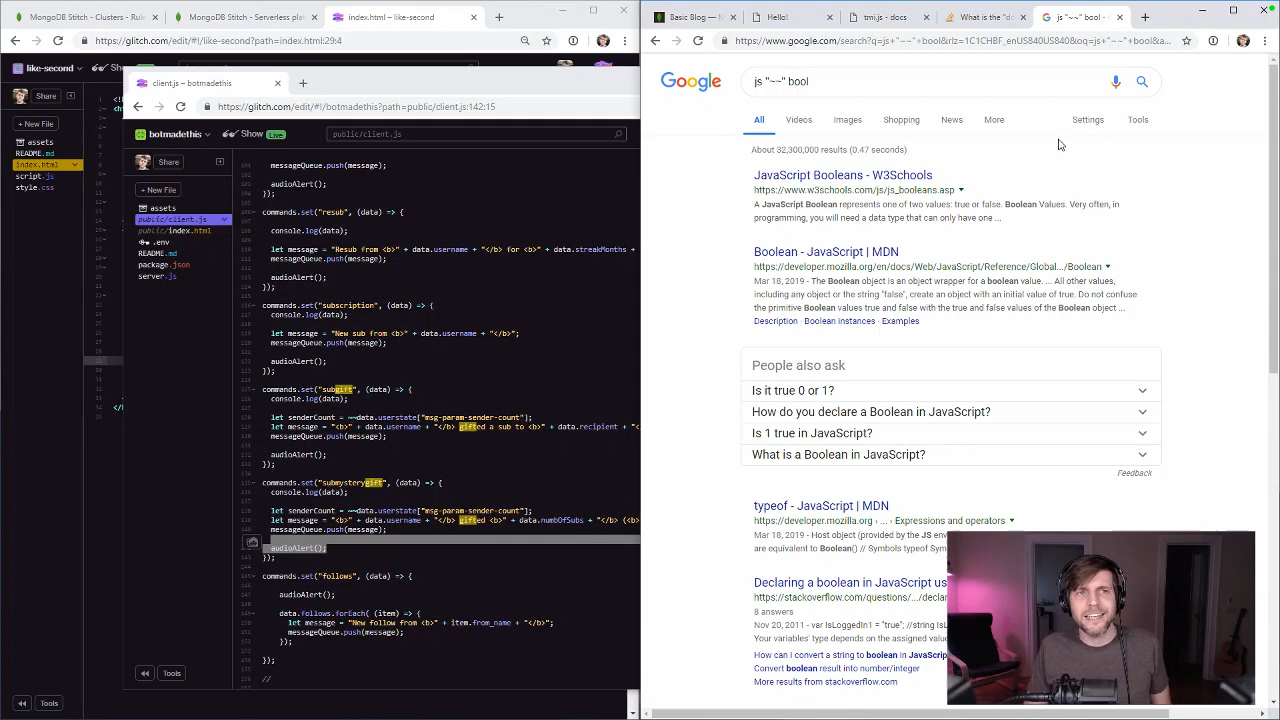 MongoDB Stitch - Clusters - Rule
MongoDB Stitch - Serverless plat
index.html – like-second
https://glitch.com/edit/#!/like-second?path=index.html:29:4
like-second
Share
+ New File
assets
README.md
index.html
script.js
style.css
Tools
client.js – botmadethis
https://glitch.com/edit/#!/botmadethis?path=public/client.js:142:15
botmadethis
Show
Live
public/client.js
Share
+ New File
assets
public/client.js
public/index.html
.env
README.md
package.json
server.js
Tools
messageQueue.push(message);
audioAlert();
});
commands.set("resub", (data) => {
console.log(data);
let message = "Resub from <b>" + data.username + "</b> for <b>" + data.streakMonths +
messageQueue.push(message);
audioAlert();
});
commands.set("subscription", (data) => {
console.log(data);
let message = "New sub from <b>" + data.username + "</b>";
messageQueue.push(message);
audioAlert();
});
commands.set("subgift", (data) => {
console.log(data);
let senderCount = ~~data.userstate["msg-param-sender-count"];
let message = "<b>" + data.username + "</b> gifted a sub to <b>" + data.recipient + "<
messageQueue.push(message);
audioAlert();
});
commands.set("submysterygift", (data) => {
console.log(data);
let senderCount = ~~data.userstate["msg-param-sender-count"];
let message = "<b>" + data.username + "</b> gifted <b>" + data.numbOfSubs + "</b> (<b>
messageQueue.push(message);
audioAlert();
});
commands.set("follows", (data) => {
audioAlert();
data.follows.forEach( (item) => {
let message = "New follow from <b>" + item.from_name + "</b>";
messageQueue.push(message);
});
});
//
Basic Blog — N
Hello!
tmi.js - docs
What is the "do
js "~~" bool - G
https://www.google.com/search?q=js+"~~"+bool&rlz=1C1CHBF_enUS840US840&oq=js+"~~"+bool&a...
Google
js "~~" bool
All
Videos
Images
Shopping
News
More
Settings
Tools
About 32,300,000 results (0.47 seconds)
JavaScript Booleans - W3Schools
https://www.w3schools.com/js/js_booleans.asp
A JavaScript Boolean represents one of two values: true or false. Boolean Values. Very often, in
programming, you will need a data type that can only have one ...
Boolean - JavaScript | MDN
https://developer.mozilla.org/en/docs/Web/JavaScript/Reference/Global.../Boolean
Mar 18, 2019 - The Boolean object is an object wrapper for a boolean value. ... All other values,
including any object or the string "false", create an object with an initial value of true. Do not confuse
the primitive Boolean values true and false with the true and false values of the Boolean object ...
Description · Boolean instances · Examples
People also ask
Is it true 0 or 1?
How do you declare a Boolean in JavaScript?
Is 1 true in JavaScript?
What is a Boolean in JavaScript?
Feedback
typeof - JavaScript | MDN
https://developer.mozilla.org › ... › Expressions and operators
Mar 18, 2019 - Host object (provided by the JS en
are equivalent to Boolean() // Symbols typeof Sym
Declaring a boolean in JavaScript us
https://stackoverflow.com/questions/.../declar
8 answers
Nov 20, 2011 - var IsLoggedIn1 = "true"; //string IsL
Your variables' type depends on the assigned value
How can I convert a string to boolean in JavaScrip
Convert boolean result into number/integer
More results from stackoverflow.com